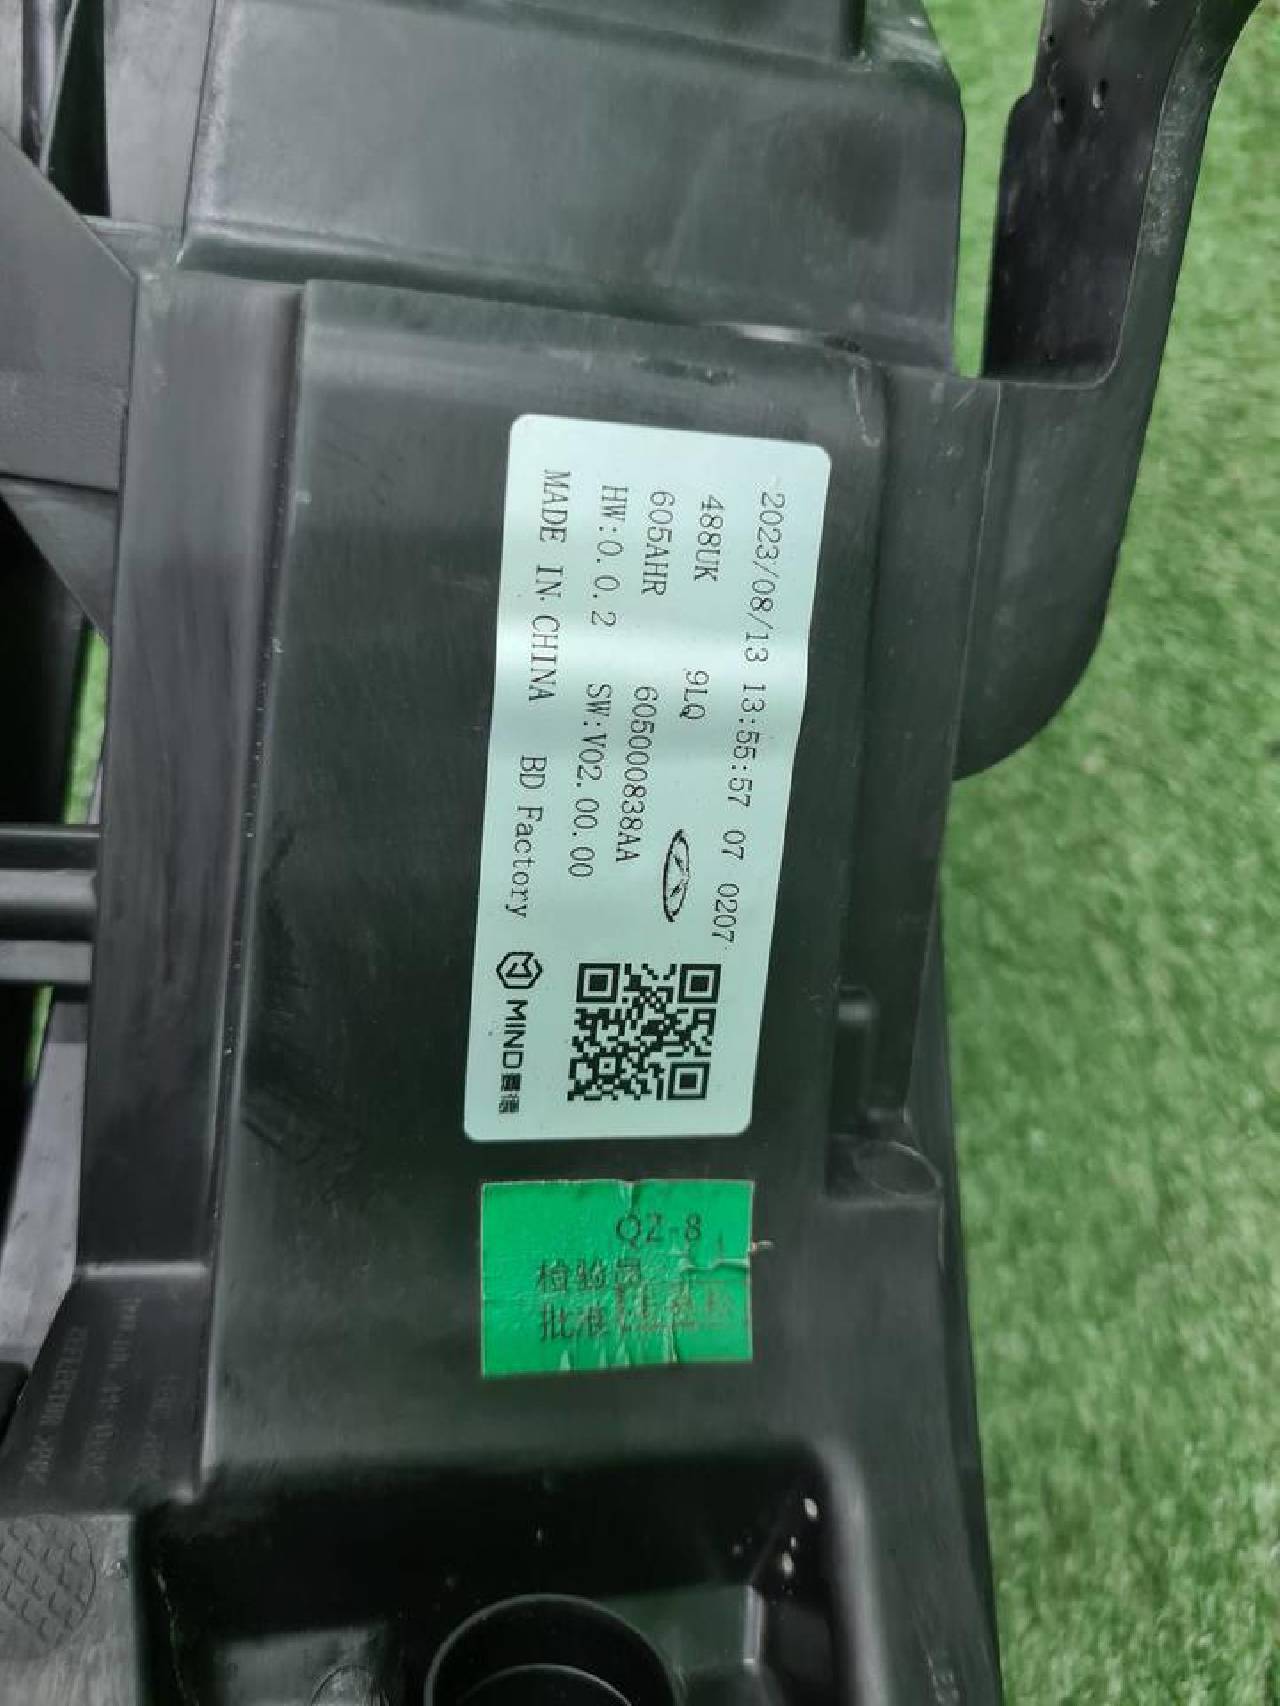 2023/08/13 13:55:57 07 0207
488UK 9LQ
605AHR 605000838AA
HW:0.0.2 SW:V02.00.00
MADE IN CHINA BD Factory MIND
QZ-8
检验员
批准